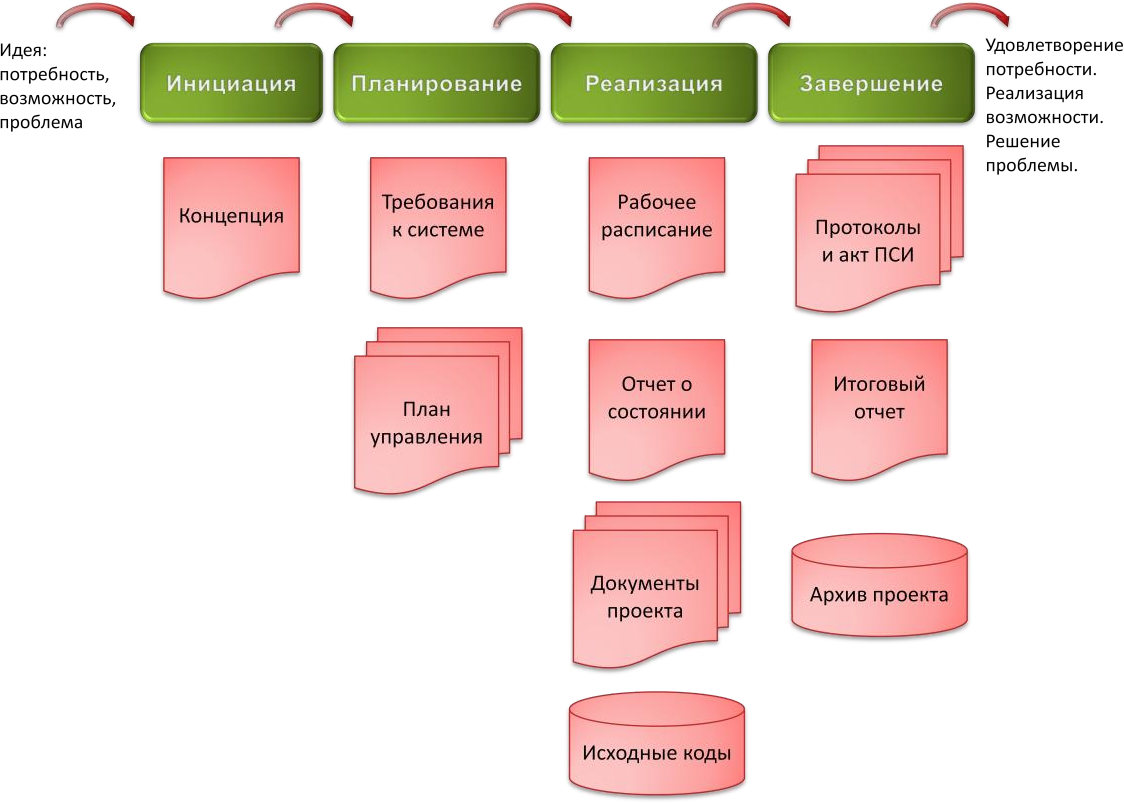 Идея:
потребность,
возможность,
проблема
Инициация
Планирование
Реализация
Завершение
Удовлетворение
потребности.
Реализация
возможности.
Решение
проблемы.
Концепция
Требования
к системе
Рабочее
расписание
Протоколы
и акт ПСИ
План
управления
Отчет о
состоянии
Итоговый
отчет
Документы
проекта
Архив проекта
Исходные коды